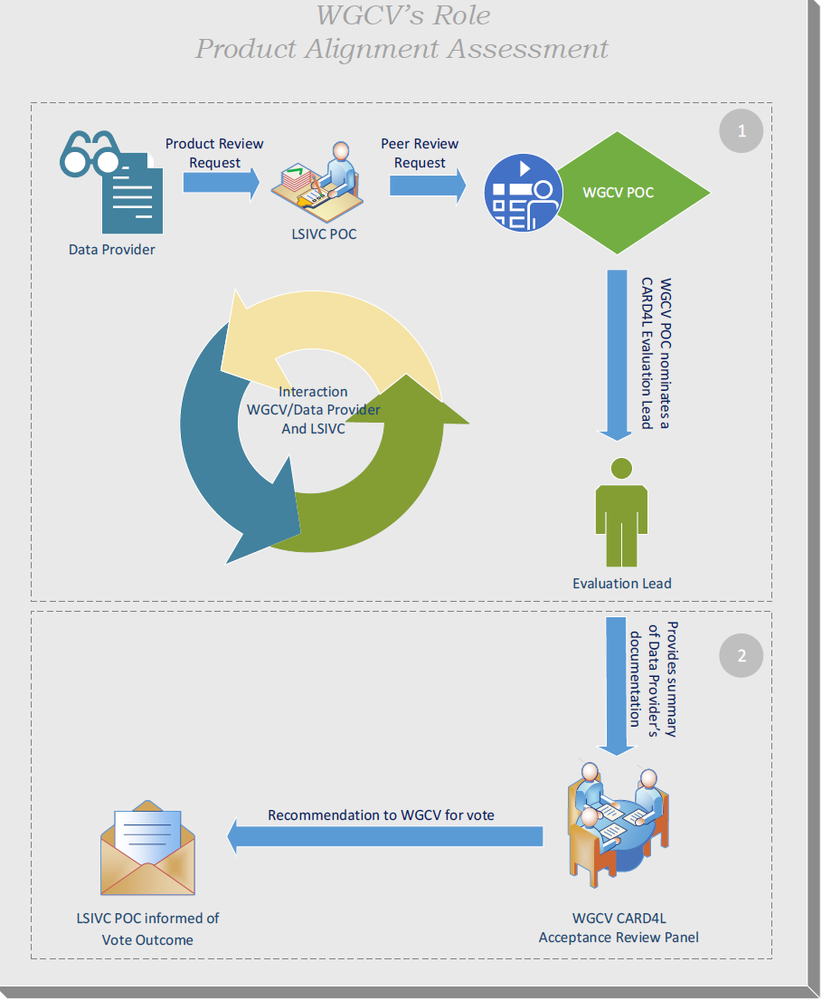 WGCV's Role
Product Alignment Assessment
1
Product Review
Request
Peer Review
Request
WGCV POC
LSIVC POC
Data Provider
WGCV POC nominates a
CARD4L Evaluation Lead
Interaction
WGCV/Data Provider
And LSIVC
Evaluation Lead
2
Provides summary
of Data Provider's
documentation
Recommendation to WGCV for vote
LSIVC POC informed of
Vote Outcome
WGCV CARD4L
Acceptance Review Panel